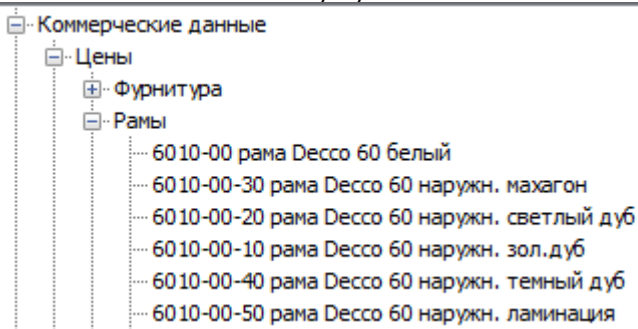 Коммерческие данные
Цены
Фурнитура
Рамы
6010-00 рама Decco 60 белый
6010-00-30 рама Decco 60 наружн. махагон
6010-00-20 рама Decco 60 наружн. светлый дуб
6010-00-10 рама Decco 60 наружн. зол.дуб
6010-00-40 рама Decco 60 наружн. темный дуб
6010-00-50 рама Decco 60 наружн. ламинация